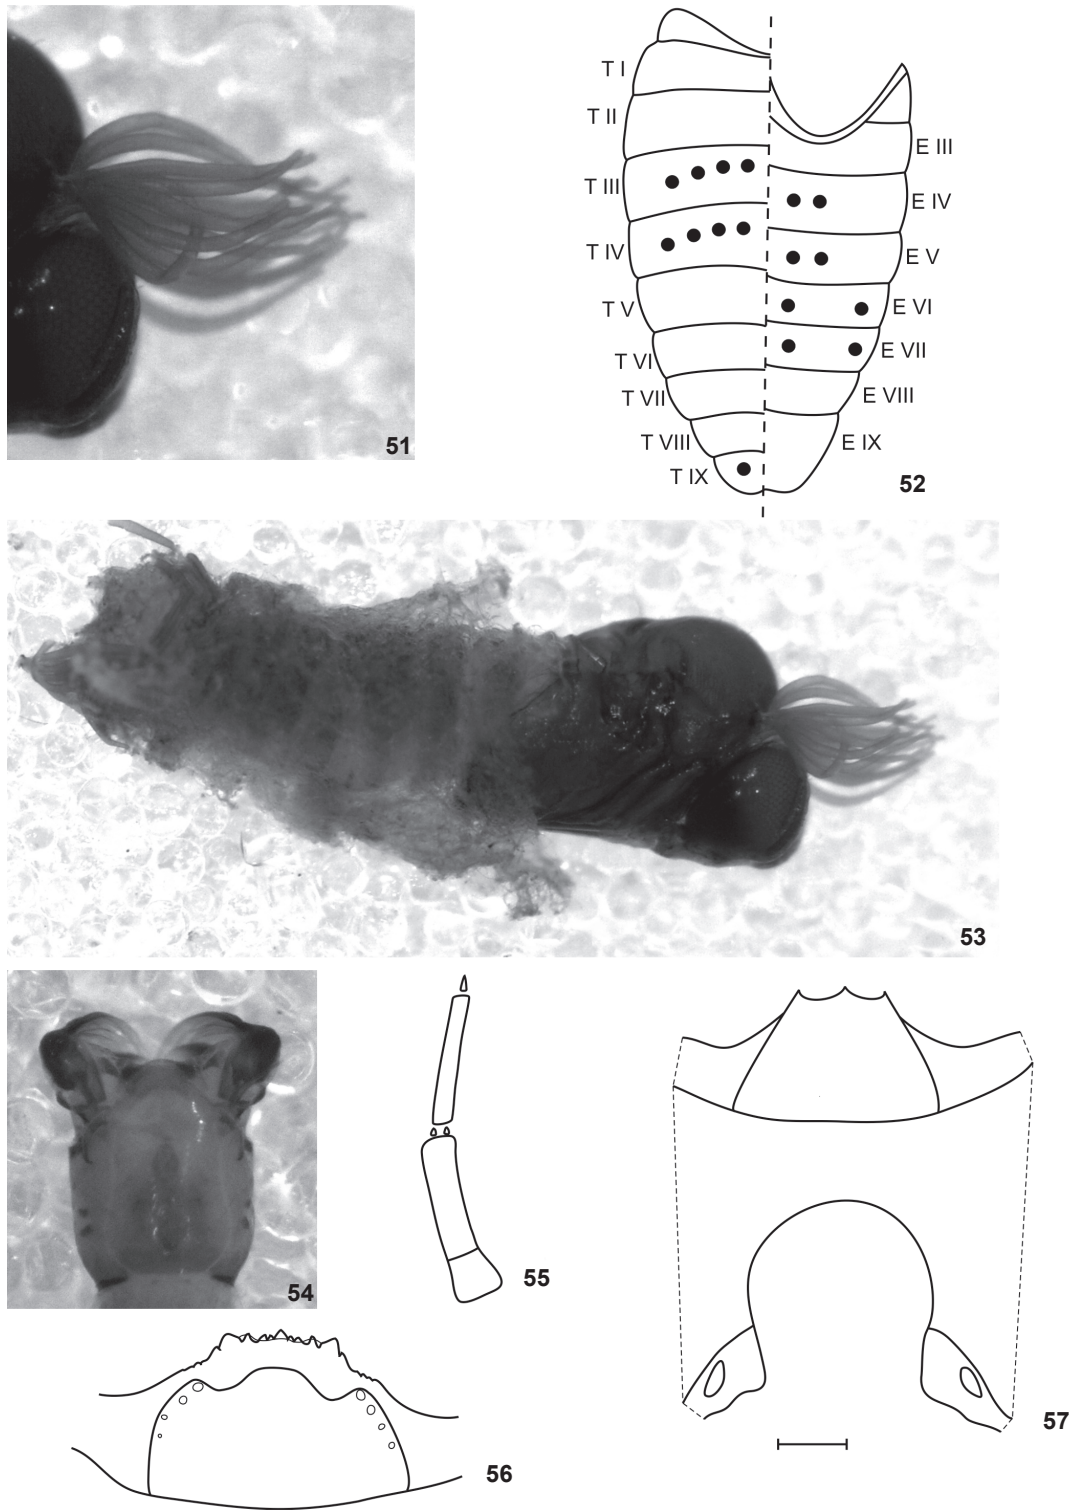 51
T I
T II
T III
T IV
T V
T VI
T VII
T VIII
T IX
E III
E IV
E V
E VI
E VII
E VIII
E IX
52
53
54
55
56
57